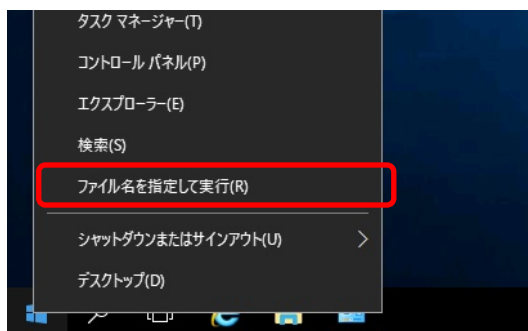 タスク マネージャー(T)
コントロール パネル(P)
エクスプローラー(E)
検索(S)
ファイル名を指定して実行(R)
シャットダウンまたはサインアウト(U)
デスクトップ(D)